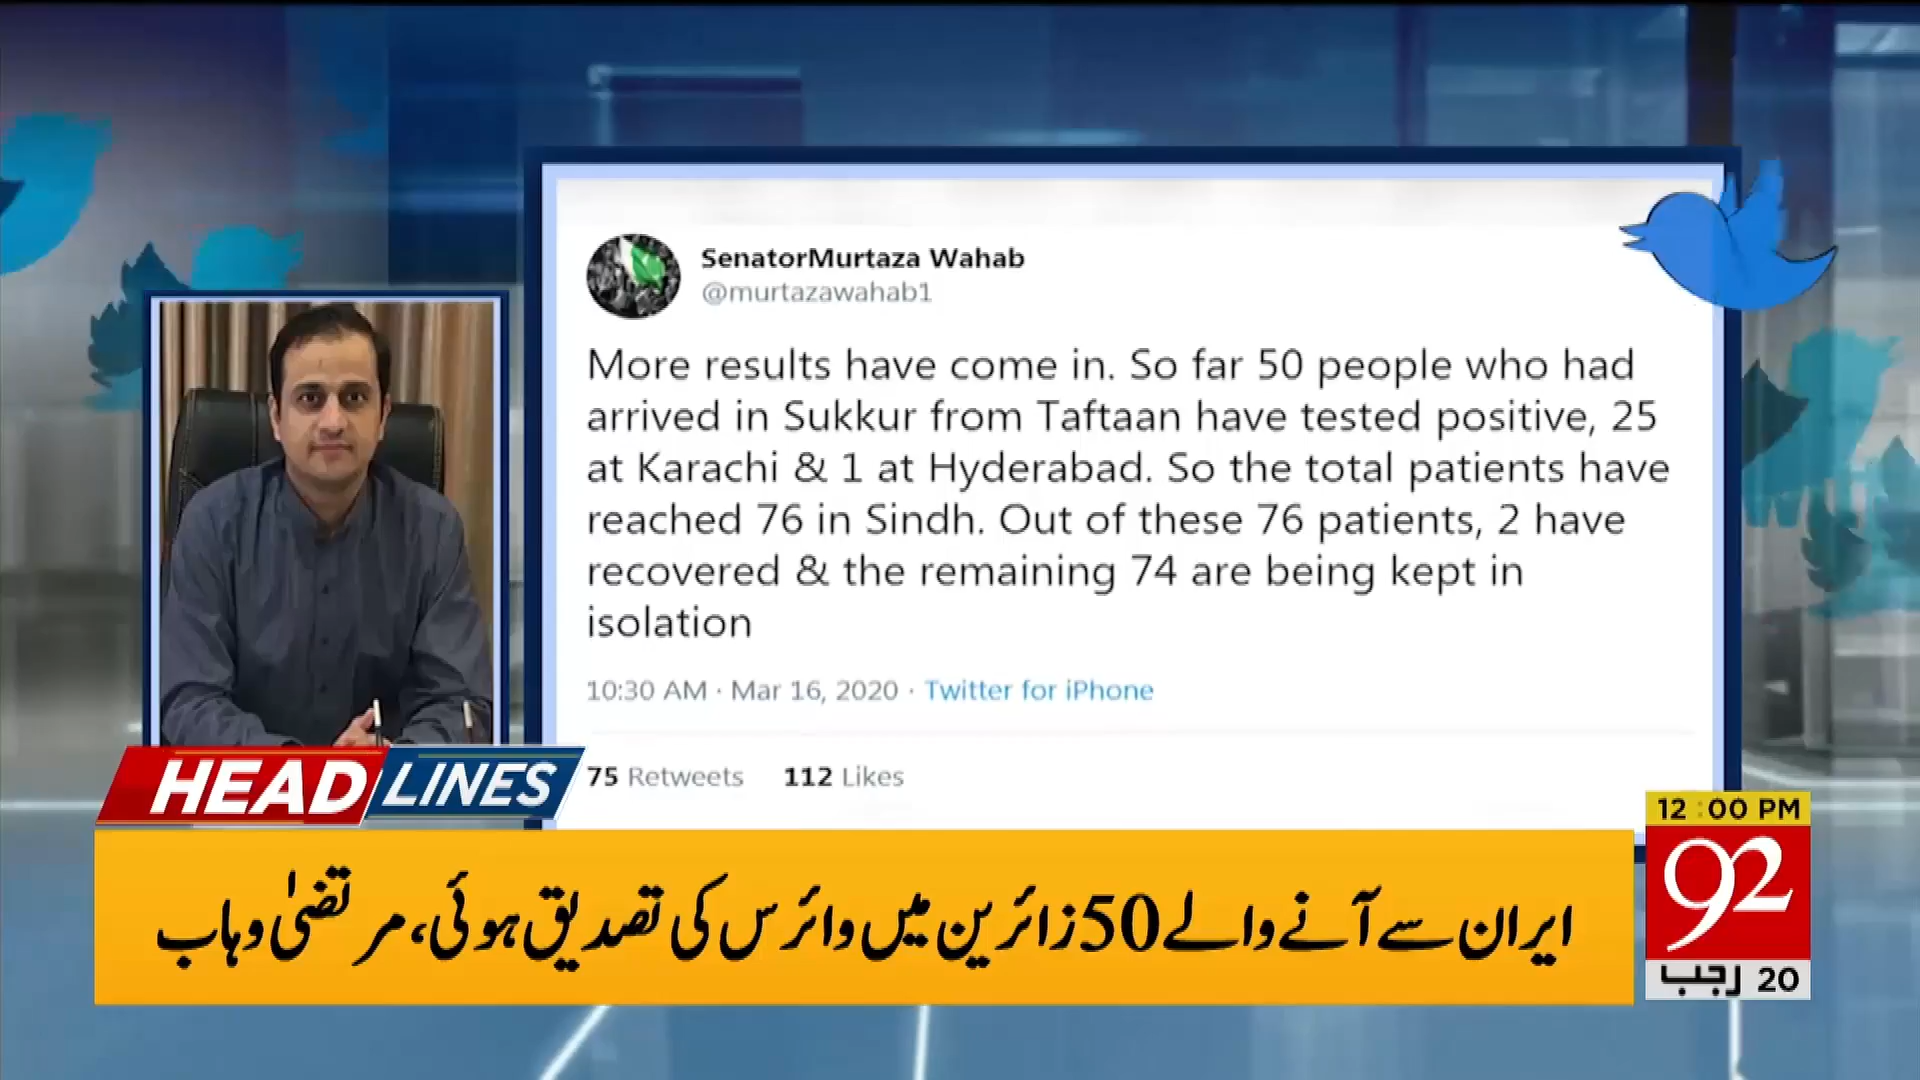 SenatorMurtaza Wahab
@murtazawahab1
More results have come in. So far 50 people who had
arrived in Sukkur from Taftaan have tested positive, 25
at Karachi & 1 at Hyderabad. So the total patients have
reached 76 in Sindh. Out of these 76 patients, 2 have
recovered & the remaining 74 are being kept in
isolation
10:30 AM · Mar 16, 2020 · Twitter for iPhone
75 Retweets 112 Likes
HEADLINES
ایران سے آنے والے 50 زائرین میں وائرس کی تصدیق ہوئی، مرتضیٰ وہاب
12:00 PM
92
20 رجب